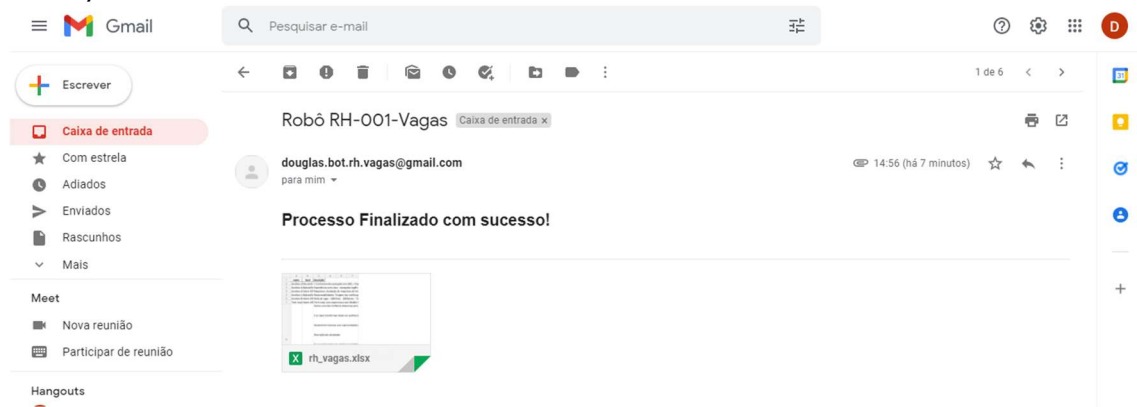 Gmail
Pesquisar e-mail
D
Escrever
1 de 6
31
Caixa de entrada
Com estrela
Adiados
Enviados
Rascunhos
Mais
Meet
Nova reunião
Participar de reunião
Hangouts
Robô RH-001-Vagas Caixa de entrada x
douglas.bot.rh.vagas@gmail.com
14:56 (há 7 minutos)
para mim
Processo Finalizado com sucesso!
X rh_vagas.xlsx